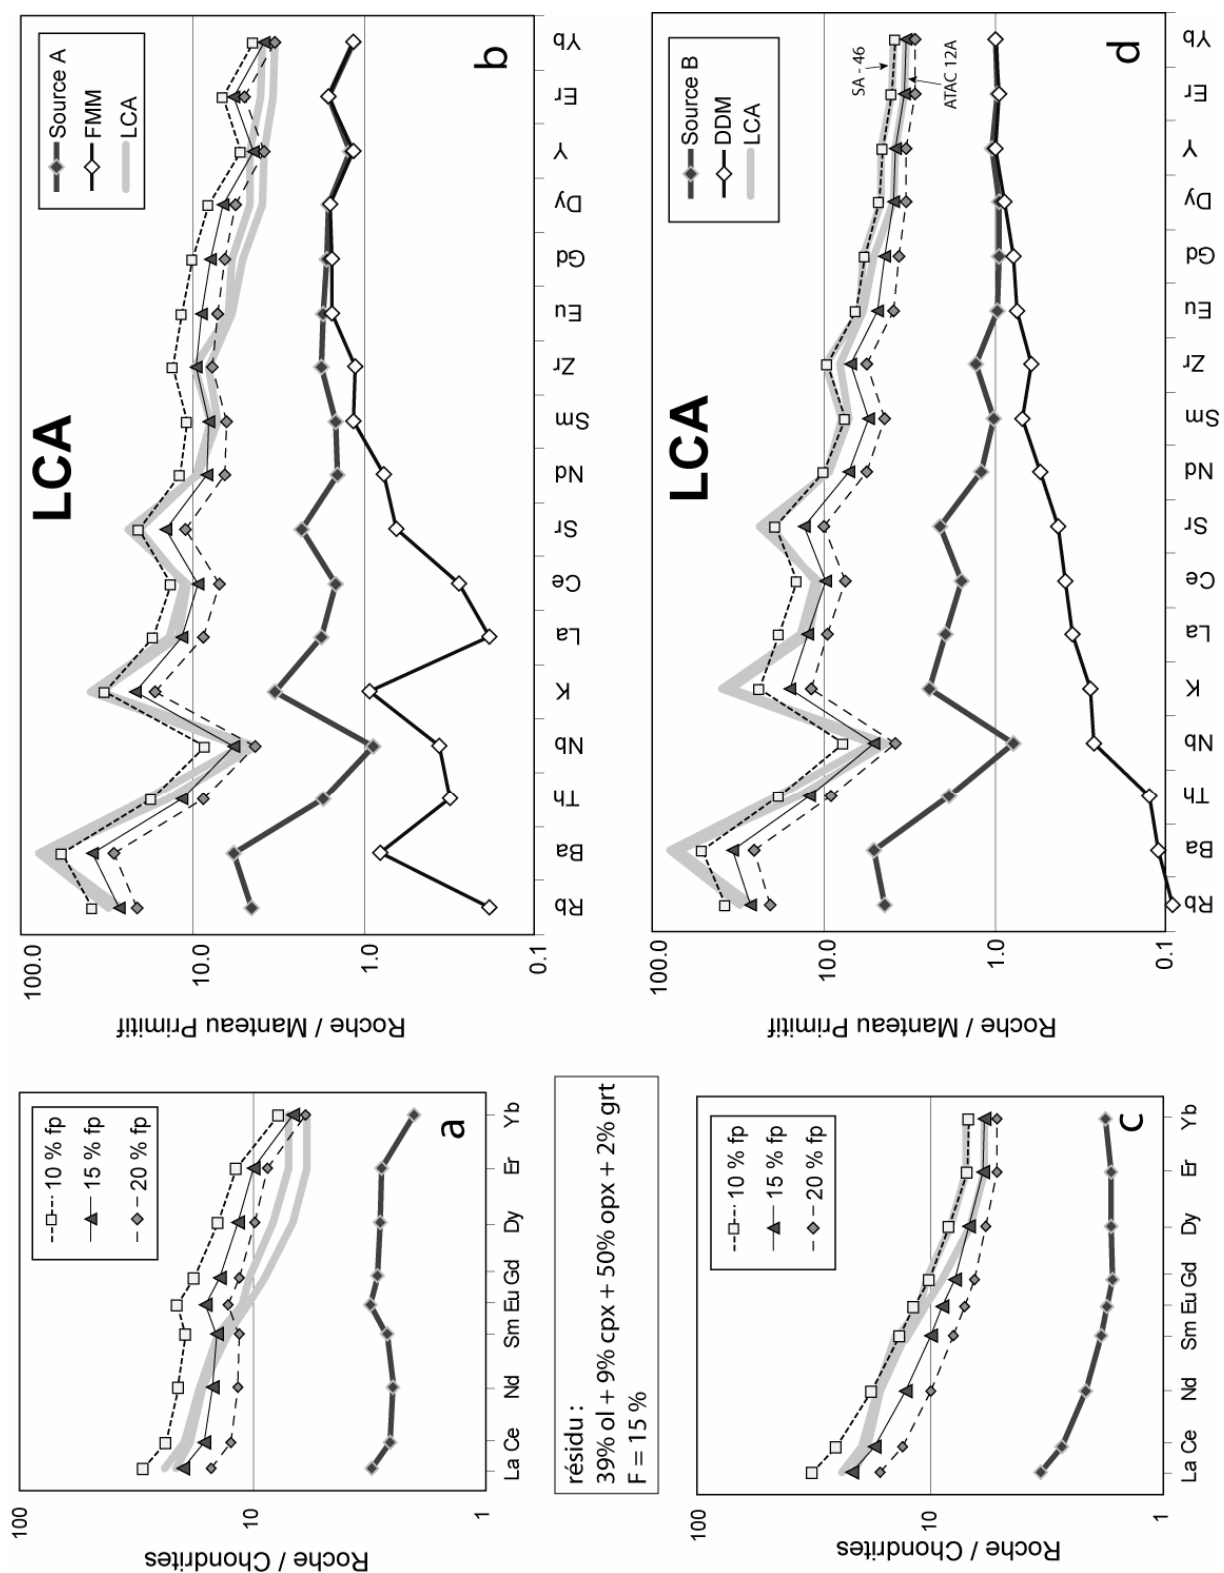 LCA
Roche / Chondrites
100
10
1
La
Ce
Nd
Sm
Eu
Gd
Dy
Er
Yb
10 % fp
15 % fp
20 % fp
a
Roche / Manteau Primitif
100.0
10.0
1.0
0.1
Rb
Ba
Th
Nb
K
La
Ce
Sr
Nd
Sm
Zr
Eu
Gd
Dy
Y
Er
Yb
Source A
FMM
LCA
b
résidu :
39% ol + 9% cpx + 50% opx + 2% grt
F = 15 %
LCA
Roche / Chondrites
100
10
1
La
Ce
Nd
Sm
Eu
Gd
Dy
Er
Yb
10 % fp
15 % fp
20 % fp
c
Roche / Manteau Primitif
100.0
10.0
1.0
0.1
Rb
Ba
Th
Nb
K
La
Ce
Sr
Nd
Sm
Zr
Eu
Gd
Dy
Y
Er
Yb
Source B
DDM
LCA
SA - 46
ATAC 12A
d